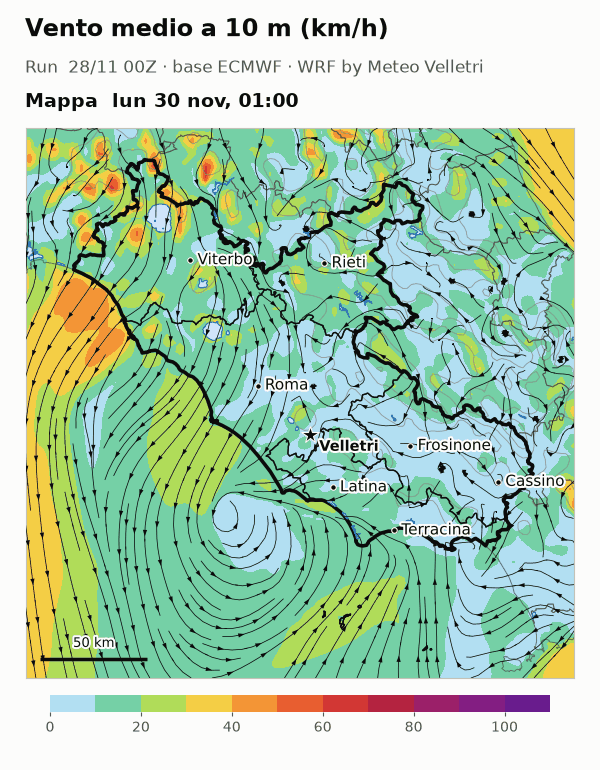 Vento medio a 10 m (km/h)
Run  28/11 00Z · base ECMWF · WRF by Meteo Velletri
Mappa  lun 30 nov, 01:00
Viterbo
Rieti
Roma
Velletri
Frosinone
Cassino
Latina
Terracina
50 km
0 20 40 60 80 100